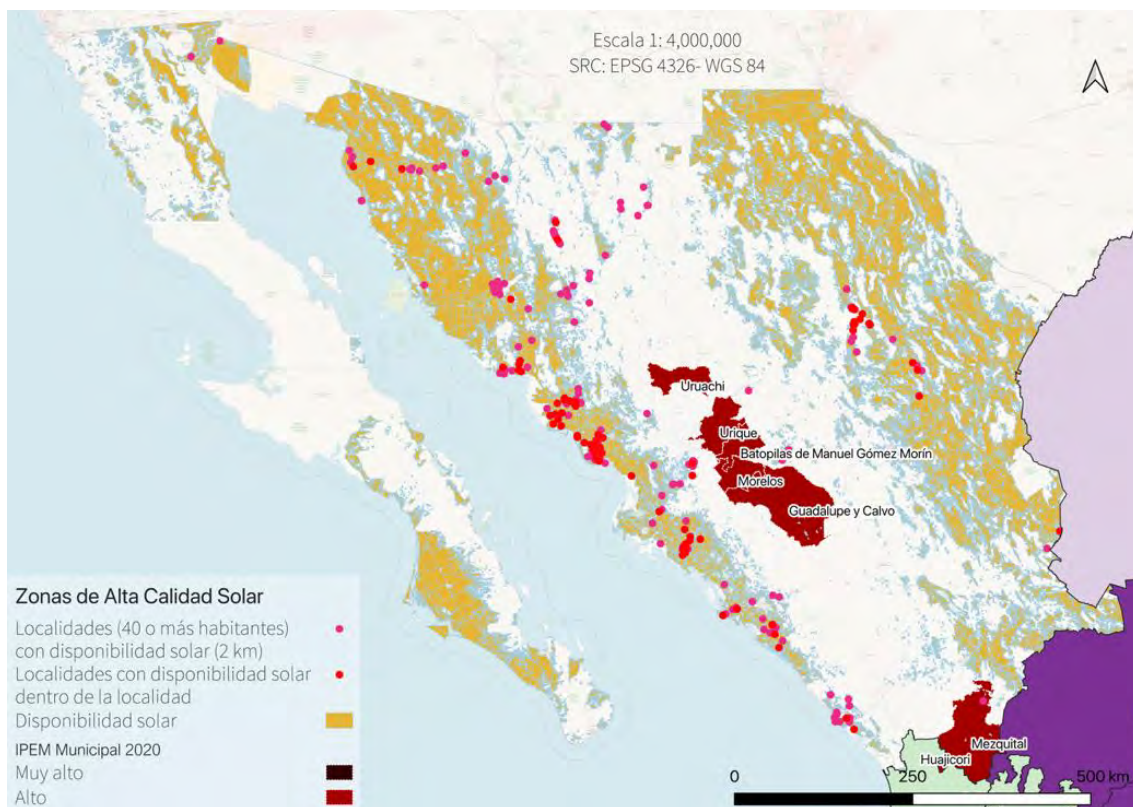 Escala 1: 4,000,000
SRC: EPSG 4326- WGS 84
Uruachi
Urique
Batopilas de Manuel Gómez Morín
Morelos
Guadalupe y Calvo
Mezquital
Huajicori
Zonas de Alta Calidad Solar
Localidades (40 o más habitantes)
con disponibilidad solar (2 km)
Localidades con disponibilidad solar
dentro de la localidad
Disponibilidad solar
IPEM Municipal 2020
Muy alto
Alto
0 250 500 km